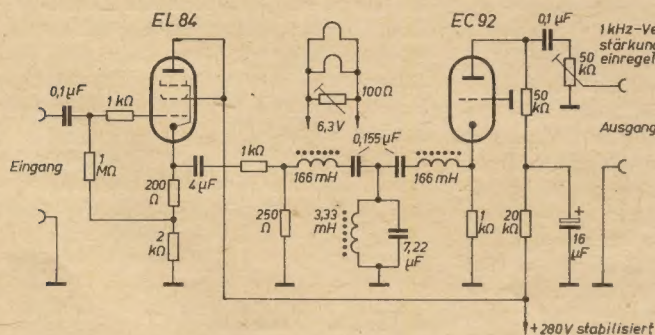 EL 84
EC 92
0,1 µF
1 kHz-Ve
stärkung
einregel
50
kΩ
0,1 µF
1 kΩ
100 Ω
6,3 V
50
kΩ
Ausgang
Eingang
1
MΩ
200
Ω
2
kΩ
4 µF
1 kΩ
250
Ω
166 mH
0,155 µF
166 mH
3,33
mH
7,22
µF
1
kΩ
20
kΩ
+
16
µF
+280 V stabilisiert